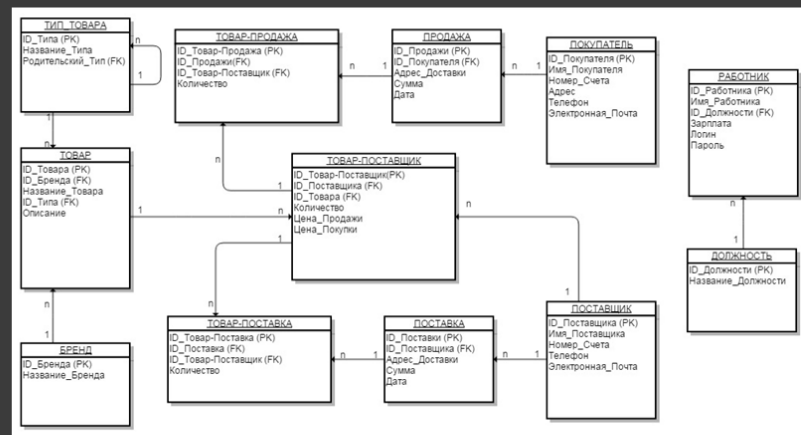 ТИП_ТОВАРА
ID_Типа (PK)
Название_Типа
Родительский_Тип (FK)
n
1
ТОВАР-ПРОДАЖА
ID_Товар-Продажа (PK)
ID_Продажи(FK)
ID_Товар-Поставщик (FK)
Количество
n
1
ПРОДАЖА
ID_Продажи (PK)
ID_Покупателя (FK)
Адрес_Доставки
Сумма
Дата
n
1
ПОКУПАТЕЛЬ
ID_Покупателя (PK)
Имя_Покупателя
Номер_Счета
Адрес
Телефон
Электронная_Почта
РАБОТНИК
ID_Работника (PK)
Имя_Работника
ID_Должности (FK)
Зарплата
Логин
Пароль
1
n
ТОВАР
ID_Товара (PK)
ID_Бренда (FK)
Название_Товара
ID_Типа (FK)
Описание
n
1
ТОВАР-ПОСТАВЩИК
ID_Товар-Поставщик(PK)
ID_Поставщика (FK)
ID_Товара (FK)
Количество
Цена_Продажи
Цена_Покупки
1
n
n
1
n
1
n
1
ДОЛЖНОСТЬ
ID_Должности (PK)
Название_Должности
n
1
БРЕНД
ID_Бренда (PK)
Название_Бренда
ТОВАР-ПОСТАВКА
ID_Товар-Поставка (PK)
ID_Поставка (FK)
ID_Товар-Поставщик (FK)
Количество
n
1
ПОСТАВКА
ID_Поставки (PK)
ID_Поставщика (FK)
Адрес_Доставки
Сумма
Дата
n
1
ПОСТАВЩИК
ID_Поставщика (PK)
Имя_Поставщика
Номер_Счета
Телефон
Электронная_Почта